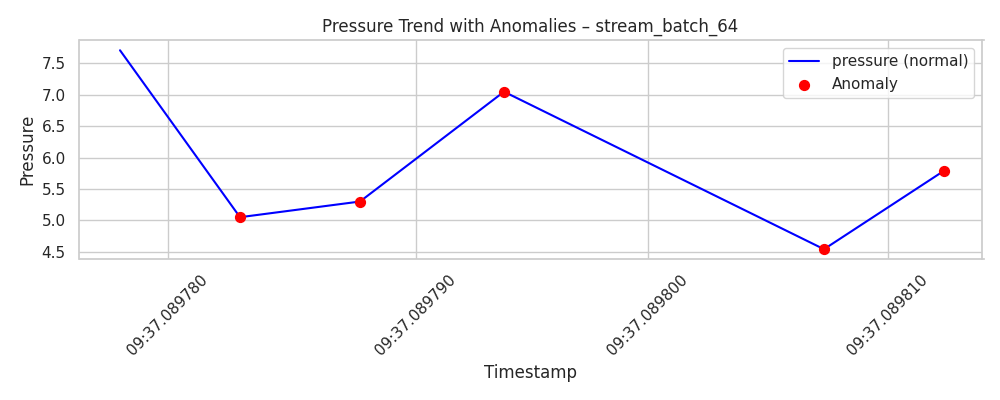 Pressure Trend with Anomalies – stream_batch_64
pressure (normal)
Anomaly
Pressure
7.5
7.0
6.5
6.0
5.5
5.0
4.5
09:37.089780
09:37.089790
09:37.089800
09:37.089810
Timestamp